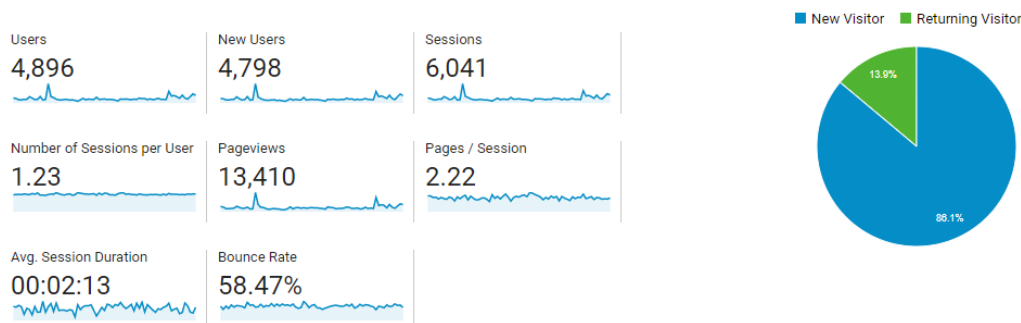 New Visitor Returning Visitor
Users New Users Sessions
4,896 4,798 6,041
13.9%
Number of Sessions per User Pageviews Pages / Session
1.23 13,410 2.22
86.1%
Avg. Session Duration Bounce Rate
00:02:13 58.47%